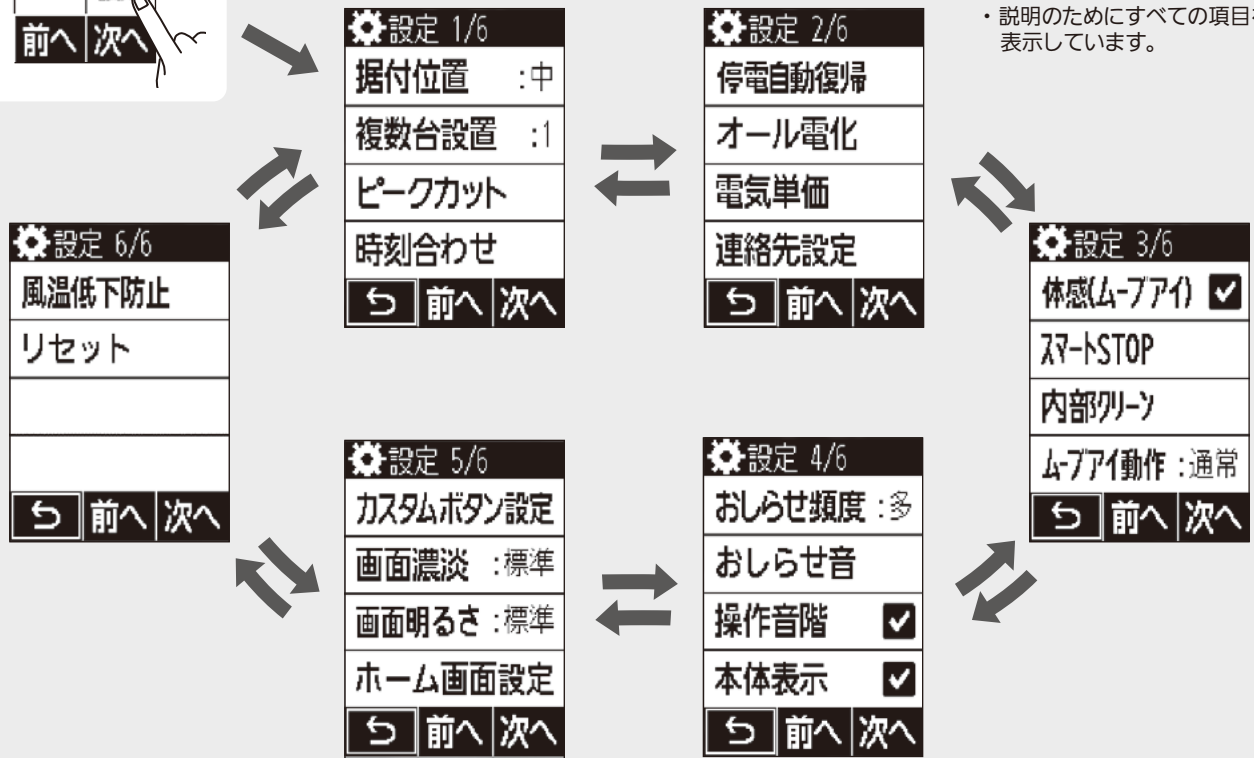 前へ 次へ
・説明のためにすべての項目
表示しています。
設定 1/6
据付位置 :中
複数台設置 :1
ピークカット
時刻合わせ
前へ 次へ
設定 2/6
停電自動復帰
オール電化
電気単価
連絡先設定
前へ 次へ
設定 3/6
体感(ムーブアイ)
スマートSTOP
内部クリーン
ムーブアイ動作 :通常
前へ 次へ
設定 4/6
おしらせ頻度 :多
おしらせ音
操作音階
本体表示
前へ 次へ
設定 5/6
カスタムボタン設定
画面濃淡 :標準
画面明るさ :標準
ホーム画面設定
前へ 次へ
設定 6/6
風温低下防止
リセット
前へ 次へ